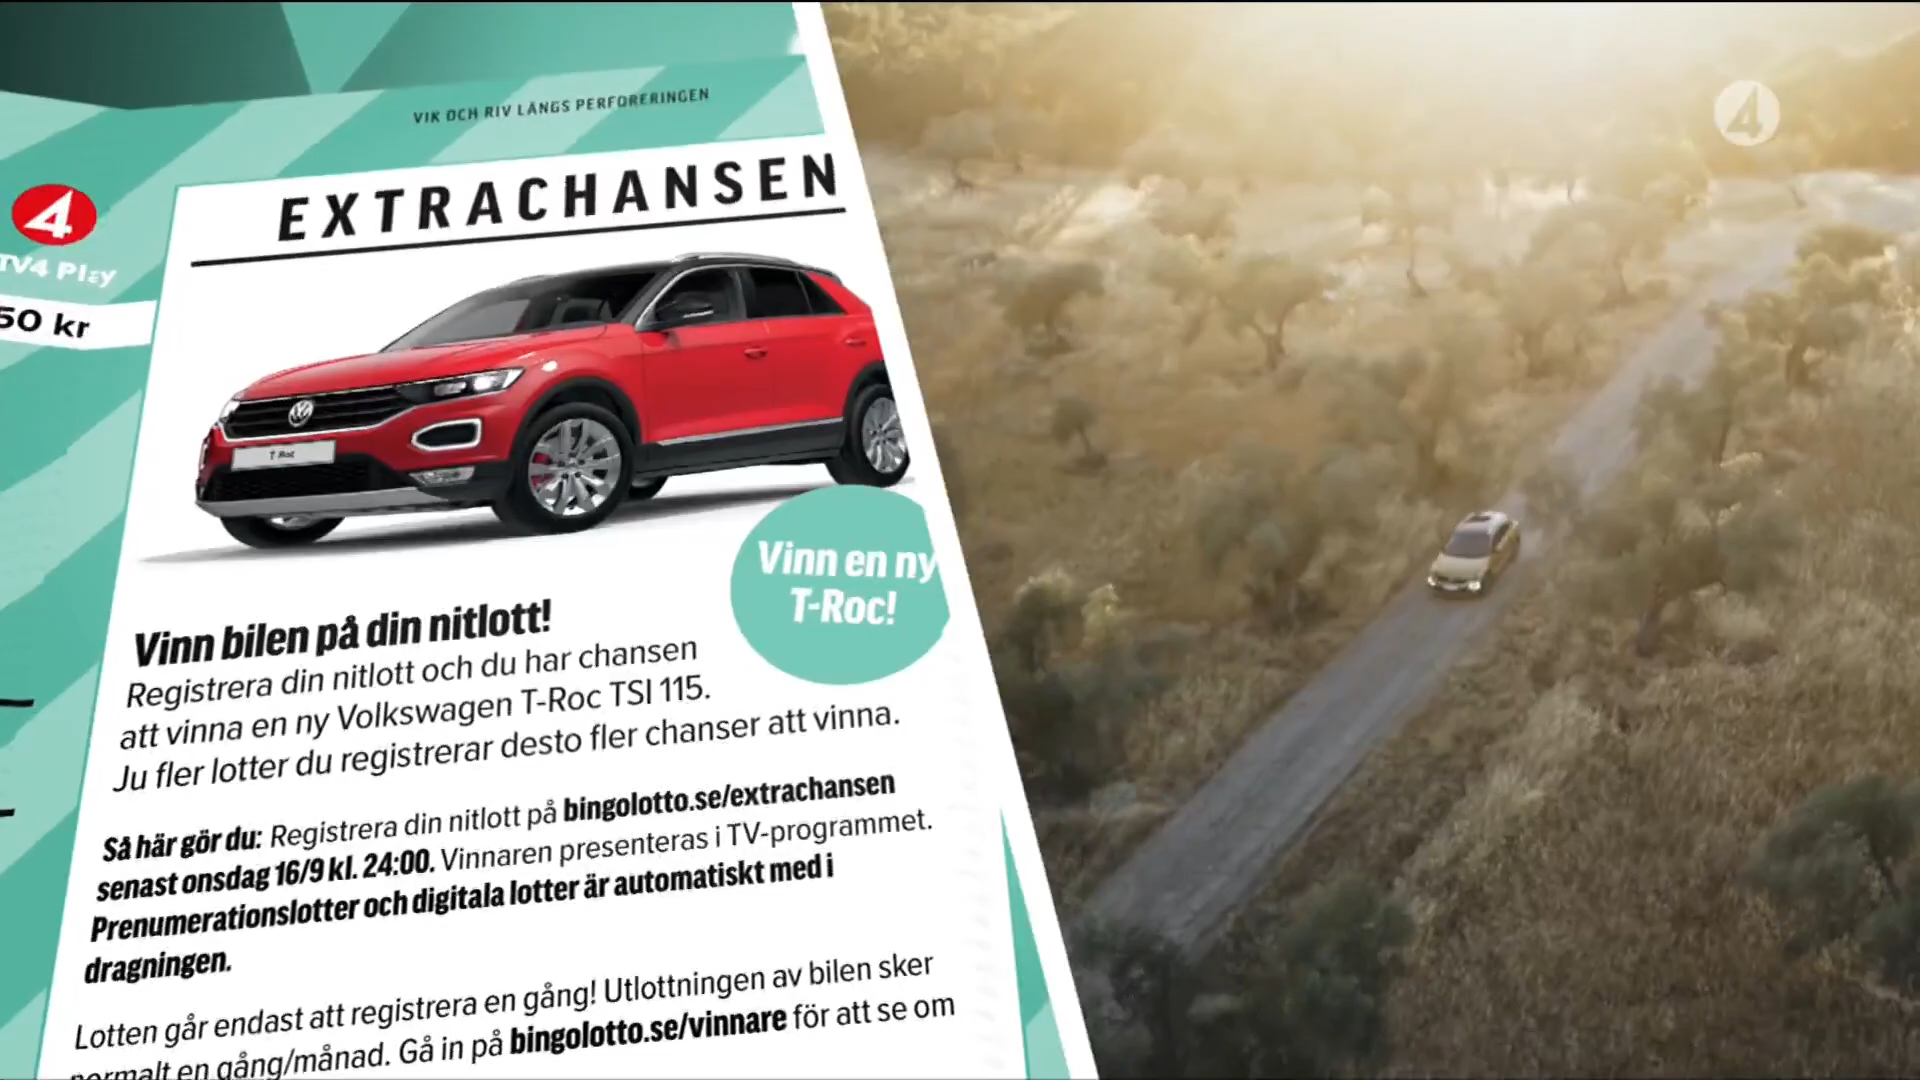 VIK OCH RIV LÄNGS PERFORERINGEN
EXTRACHANSEN
4
TV4 Play
50 kr
T-Roc
Vinn en ny
T-Roc!
Vinn bilen på din nitlott!
Registrera din nitlott och du har chansen
att vinna en ny Volkswagen T-Roc TSI 115.
Ju fler lotter du registrerar desto fler chanser att vinna.
Så här gör du: Registrera din nitlott på bingolotto.se/extrachansen
senast onsdag 16/9 kl. 24:00. Vinnaren presenteras i TV-programmet.
Prenumerationslotter och digitala lotter är automatiskt med i
dragningen.
Lotten går endast att registrera en gång! Utlottningen av bilen sker
normalt en gång/månad. Gå in på bingolotto.se/vinnare för att se om
4